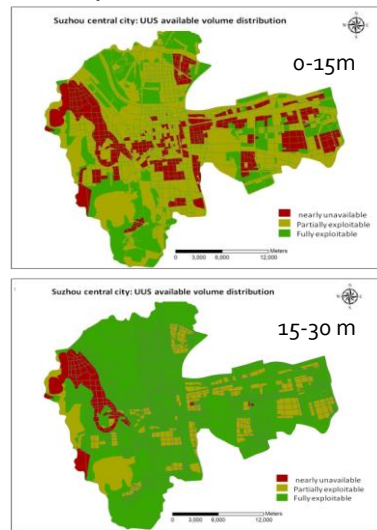 Suzhou central city: UUS available volume distribution
0-15m
N
W E
S
nearly unavailable
Partially exploitable
Fully exploitable
Meters
0 3,000 6,000 12,000
Suzhou central city: UUS available volume distribution
N
W E
S
15-30 m
nearly unavailable
Partially exploitable
Fully exploitable
Meters
0 3,000 6,000 12,000